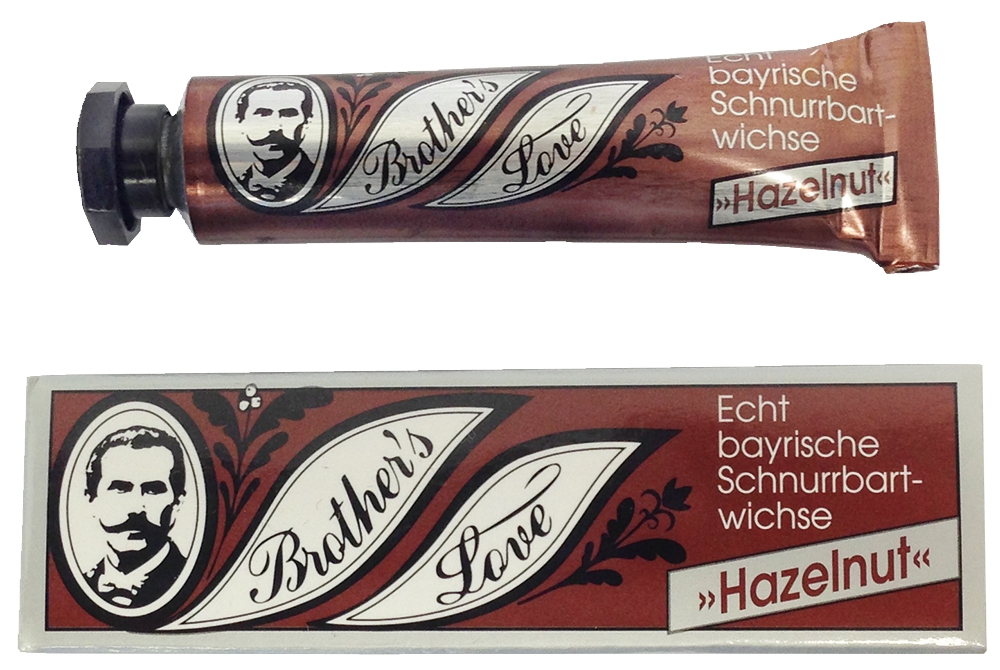 Brother's
Love
Echt
bayrische
Schnurrbart-
wichse
»Hazelnut«
Brother's
Love
Echt
bayrische
Schnurrbart-
wichse
»Hazelnut«